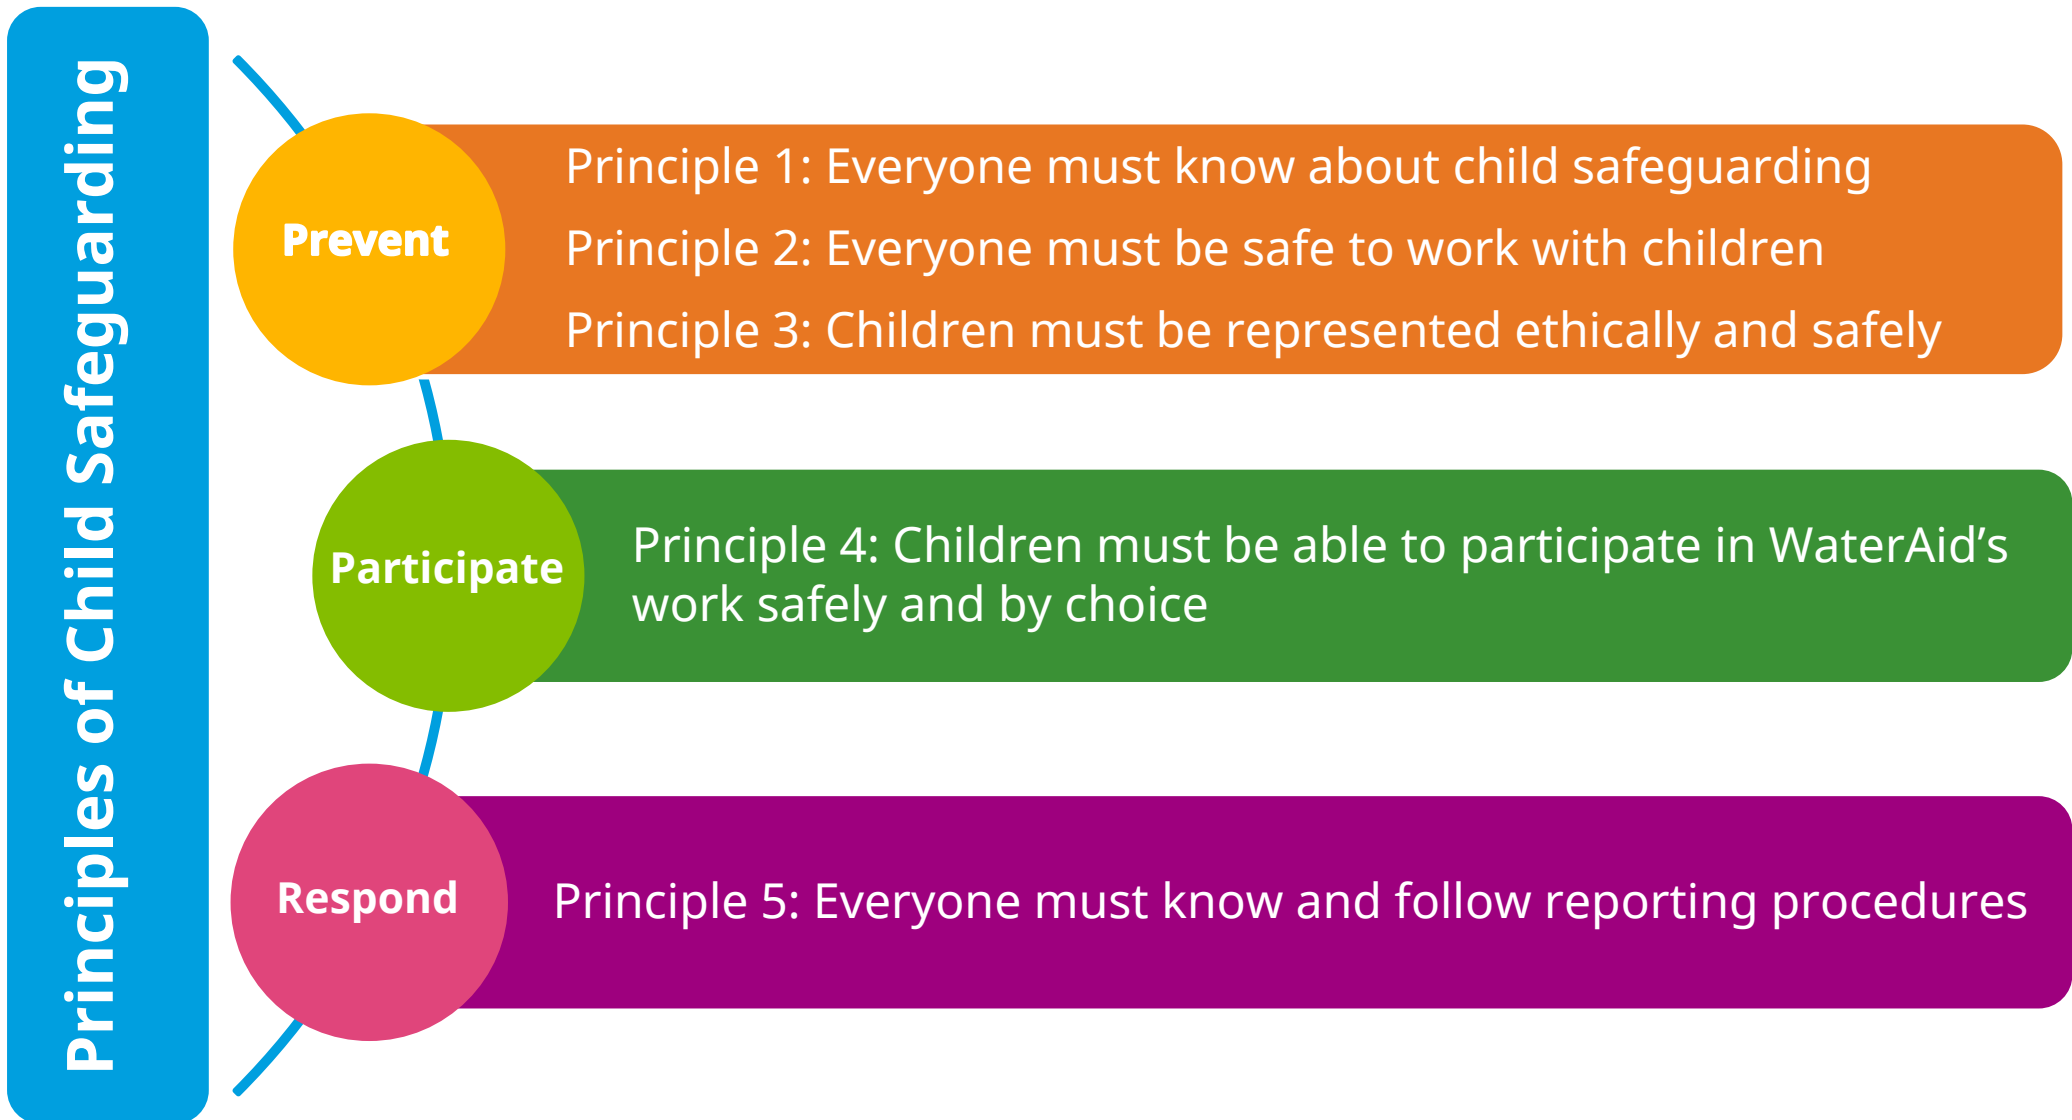 Principles of Child Safeguarding
Prevent
Principle 1: Everyone must know about child safeguarding
Principle 2: Everyone must be safe to work with children
Principle 3: Children must be represented ethically and safely
Participate
Principle 4: Children must be able to participate in WaterAid’s
work safely and by choice
Respond
Principle 5: Everyone must know and follow reporting procedures